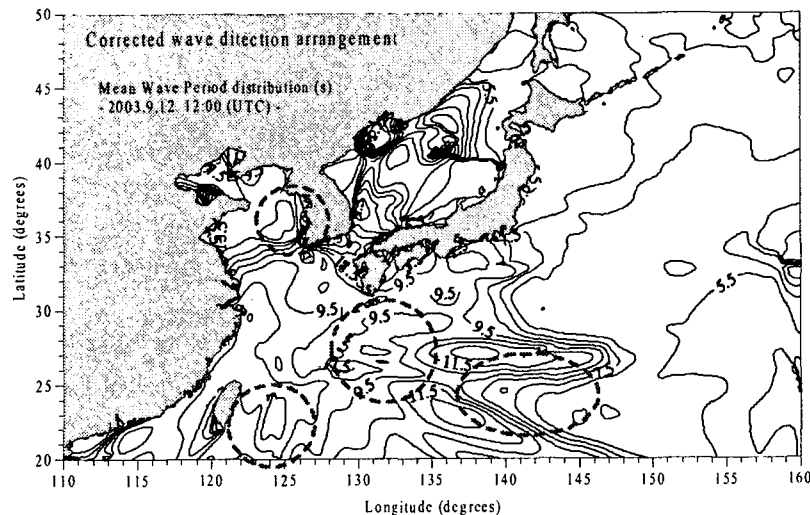 Corrected wave ditection arrangement
Mean Wave Period distribution (s)
- 2003.9.12 12:00 (UTC) -
50
45
40
35
30
25
20
Latitude (degrees)
9.5
9.5
9.5
9.5
9.5
5.5
11.5
11.5
110 115 120 125 130 135 140 145 150 155 160
Longitude (degrees)